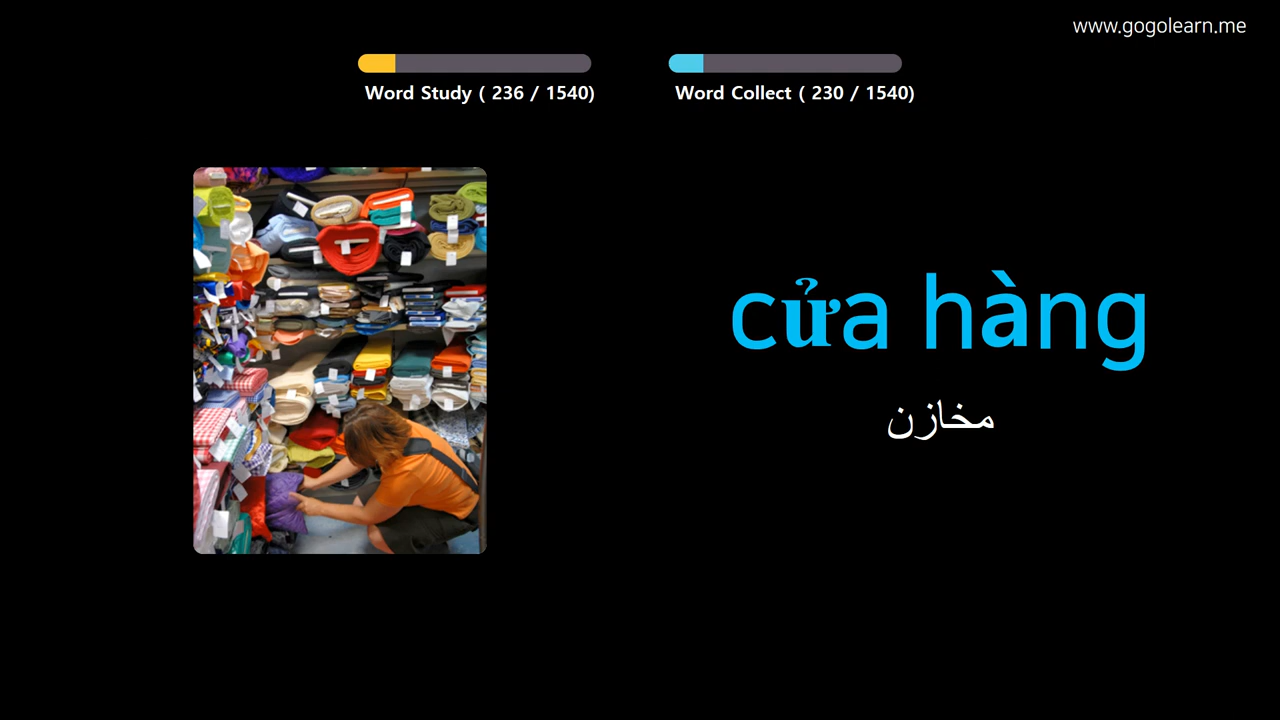 www.gogolearn.me
Word Study ( 236 / 1540)
Word Collect ( 230 / 1540)
cửa hàng
مخازن